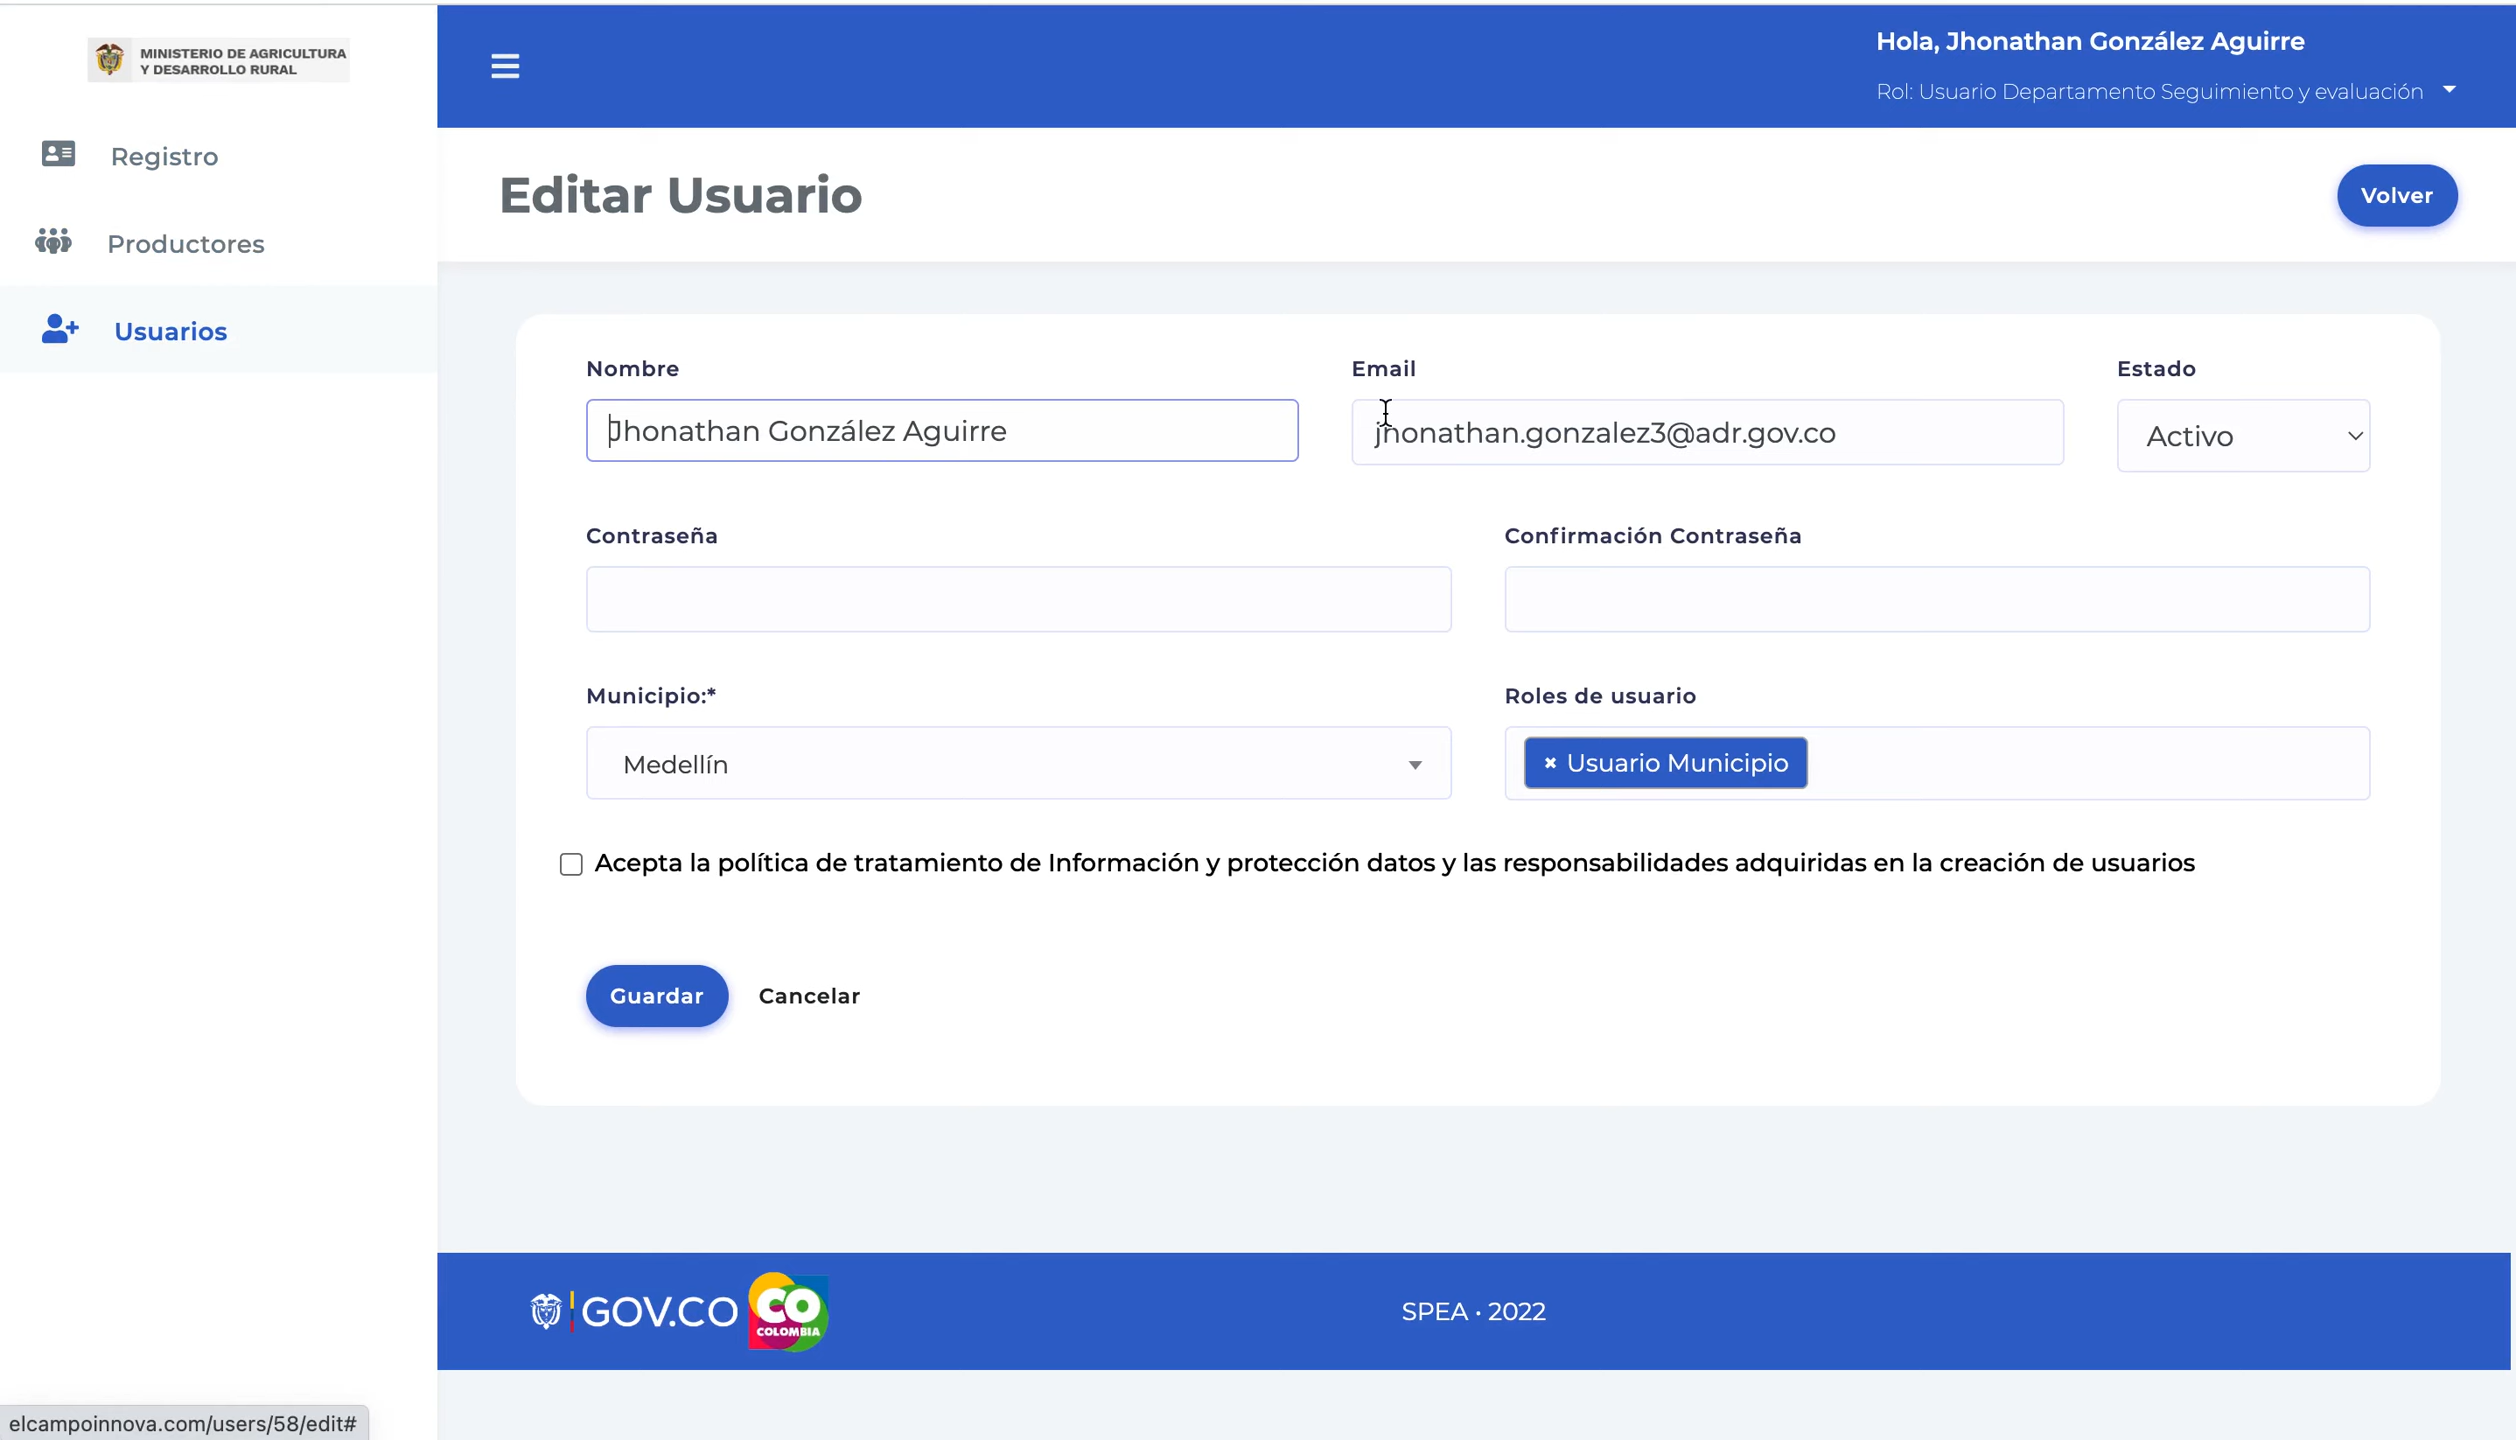 MINISTERIO DE AGRICULTURA
Y DESARROLLO RURAL
Registro
Productores
Usuarios
Hola, Jhonathan González Aguirre
Rol: Usuario Departamento Seguimiento y evaluación
Editar Usuario
Volver
Nombre
Jhonathan González Aguirre
Email
jhonathan.gonzalez3@adr.gov.co
Estado
Activo
Contraseña
Confirmación Contraseña
Municipio:*
Medellín
Roles de usuario
× Usuario Municipio
Acepta la política de tratamiento de Información y protección datos y las responsabilidades adquiridas en la creación de usuarios
Guardar
Cancelar
GOV.CO
CO
COLOMBIA
SPEA • 2022
elcampoinnova.com/users/58/edit#